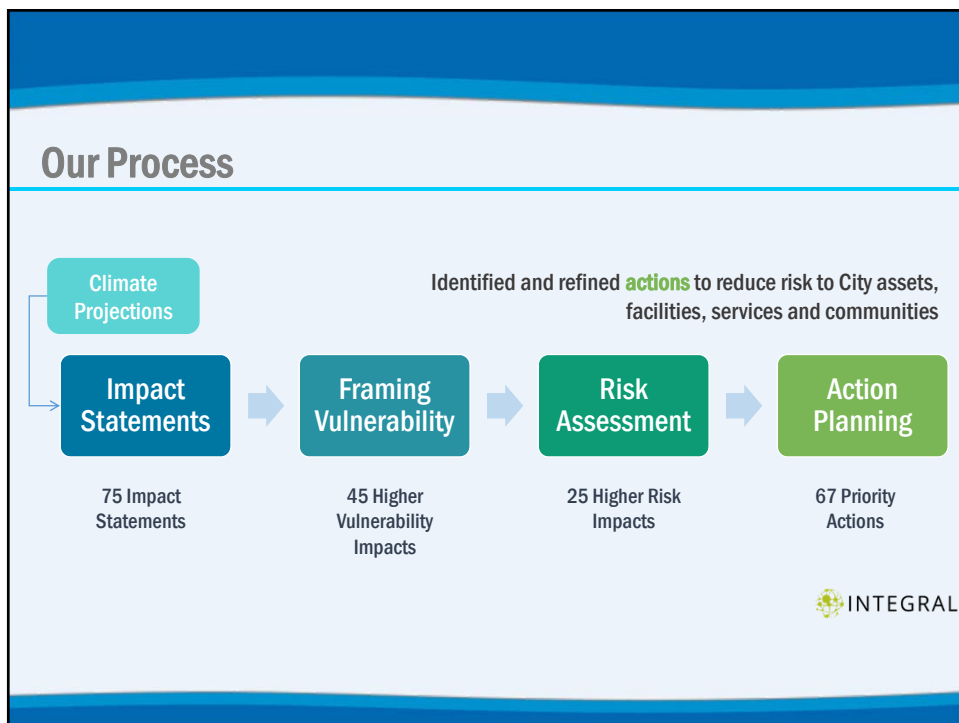 Our Process
Climate
Projections
Identified and refined actions to reduce risk to City assets,
facilities, services and communities
Impact
Statements
Framing
Vulnerability
Risk
Assessment
Action
Planning
75 Impact
Statements
45 Higher
Vulnerability
Impacts
25 Higher Risk
Impacts
67 Priority
Actions
INTEGRAL